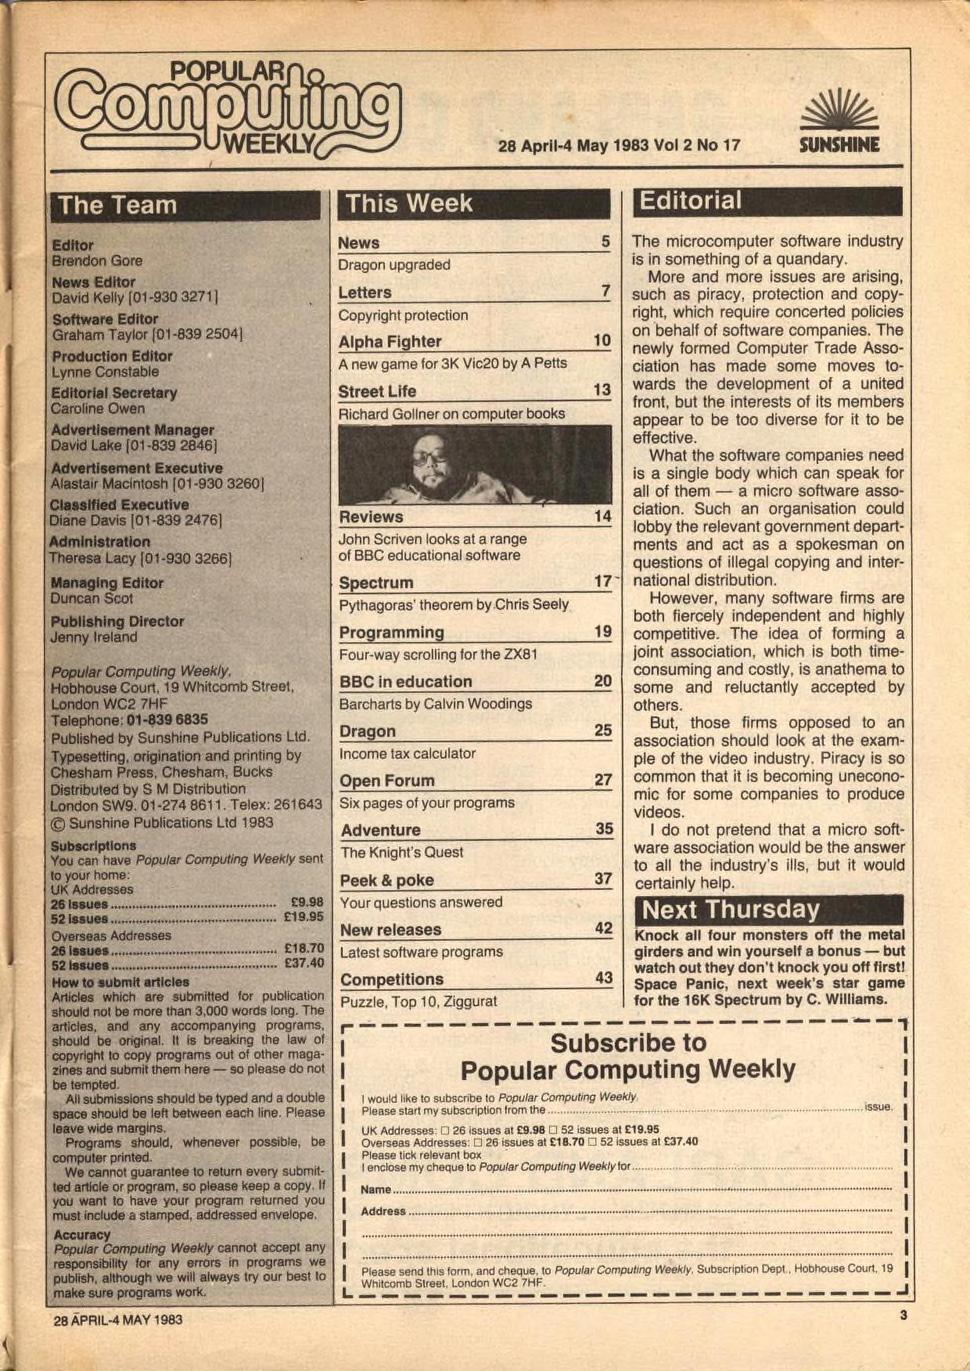 POPULAR
Computing
WEEKLY
28 April-4 May 1983 Vol 2 No 17
SUNSHINE
The Team
Editor
Brendon Gore
News Editor
David Kelly [01-930 3271]
Software Editor
Graham Taylor [01-839 2504]
Production Editor
Lynne Constable
Editorial Secretary
Caroline Owen
Advertisement Manager
David Lake [01-839 2846]
Advertisement Executive
Alastair Macintosh [01-930 3260]
Classified Executive
Diane Davis [01-839 2476]
Administration
Theresa Lacy [01-930 3266]
Managing Editor
Duncan Scot
Publishing Director
Jenny Ireland
Popular Computing Weekly,
Hobhouse Court, 19 Whitcomb Street,
London WC2 7HF
Telephone: 01-839 6835
Published by Sunshine Publications Ltd.
Typesetting, origination and printing by
Chesham Press, Chesham, Bucks
Distributed by S M Distribution
London SW9. 01-274 8611. Telex: 261643
© Sunshine Publications Ltd 1983
Subscriptions
You can have Popular Computing Weekly sent
to your home:
UK Addresses
26 Issues ............ £9.98
52 Issues ............ £19.95
Overseas Addresses
26 Issues ............ £18.70
52 Issues ............ £37.40
How to submit articles
Articles which are submitted for publication
should not be more than 3,000 words long. The
articles, and any accompanying programs,
should be original. It is breaking the law of
copyright to copy programs out of other maga-
zines and submit them here — so please do not
be tempted.
All submissions should be typed and a double
space should be left between each line. Please
leave wide margins.
Programs should, whenever possible, be
computer printed.
We cannot guarantee to return every submit-
ted article or program, so please keep a copy. If
you want to have your program returned you
must include a stamped, addressed envelope.
Accuracy
Popular Computing Weekly cannot accept any
responsibility for any errors in programs we
publish, although we will always try our best to
make sure programs work.
This Week
News 5
Dragon upgraded
Letters 7
Copyright protection
Alpha Fighter 10
A new game for 3K Vic20 by A Petts
Street Life 13
Richard Gollner on computer books
Reviews 14
John Scriven looks at a range
of BBC educational software
Spectrum 17
Pythagoras' theorem by Chris Seely
Programming 19
Four-way scrolling for the ZX81
BBC in education 20
Barcharts by Calvin Woodings
Dragon 25
Income tax calculator
Open Forum 27
Six pages of your programs
Adventure 35
The Knight's Quest
Peek & poke 37
Your questions answered
New releases 42
Latest software programs
Competitions 43
Puzzle, Top 10, Ziggurat
Editorial
The microcomputer software industry
is in something of a quandary.
More and more issues are arising,
such as piracy, protection and copy-
right, which require concerted policies
on behalf of software companies. The
newly formed Computer Trade Asso-
ciation has made some moves to-
wards the development of a united
front, but the interests of its members
appear to be too diverse for it to be
effective.
What the software companies need
is a single body which can speak for
all of them — a micro software asso-
ciation. Such an organisation could
lobby the relevant government depart-
ments and act as a spokesman on
questions of illegal copying and inter-
national distribution.
However, many software firms are
both fiercely independent and highly
competitive. The idea of forming a
joint association, which is both time-
consuming and costly, is anathema to
some and reluctantly accepted by
others.
But, those firms opposed to an
association should look at the exam-
ple of the video industry. Piracy is so
common that it is becoming unecono-
mic for some companies to produce
videos.
I do not pretend that a micro soft-
ware association would be the answer
to all the industry's ills, but it would
certainly help.
Next Thursday
Knock all four monsters off the metal
girders and win yourself a bonus — but
watch out they don't knock you off first!
Space Panic, next week's star game
for the 16K Spectrum by C. Williams.
Subscribe to
Popular Computing Weekly
I would like to subscribe to Popular Computing Weekly.
Please start my subscription from the ............ issue.
UK Addresses: □ 26 issues at £9.98 □ 52 issues at £19.95
Overseas Addresses: □ 26 issues at £18.70 □ 52 issues at £37.40
Please tick relevant box
I enclose my cheque to Popular Computing Weekly for ............
Name ............
Address ............
Please send this form, and cheque, to Popular Computing Weekly, Subscription Dept., Hobhouse Court, 19
Whitcomb Street, London WC2 7HF.
28 APRIL-4 MAY 1983
3